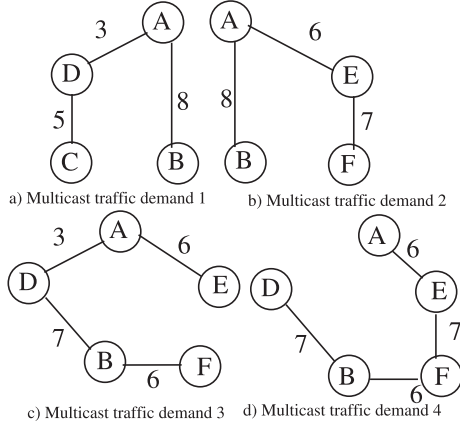 A
3
D
8
5
C
B
A
6
E
8
7
B
F
a) Multicast traffic demand 1
b) Multicast traffic demand 2
A
3
6
D
E
7
B
6
F
c) Multicast traffic demand 3
A
6
D
E
7
7
B
6
F
d) Multicast traffic demand 4